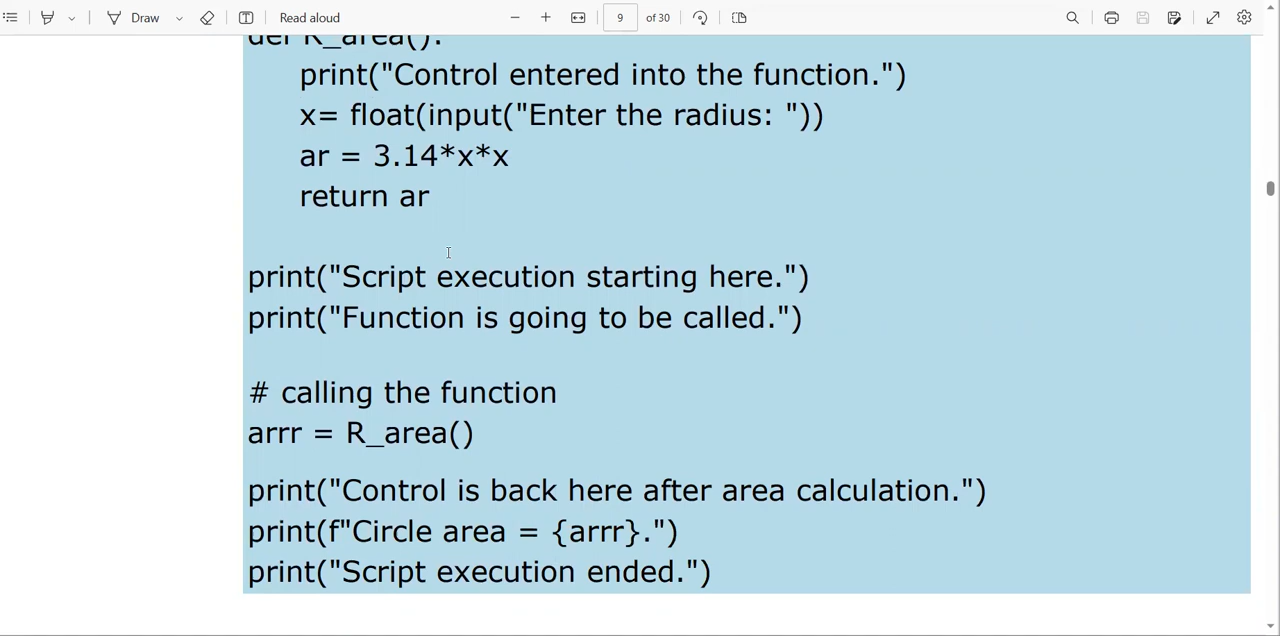 Draw
Read aloud
9 of 30
def R_area():
print("Control entered into the function.")
x= float(input("Enter the radius: "))
ar = 3.14*x*x
return ar
print("Script execution starting here.")
print("Function is going to be called.")
# calling the function
arrr = R_area()
print("Control is back here after area calculation.")
print(f"Circle area = {arrr}.")
print("Script execution ended.")